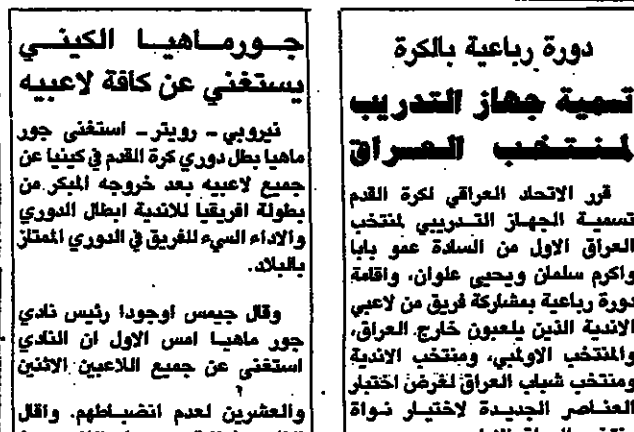 دورة رباعية بالكرة
تسمية جهاز التدريب
لمنتخب العراق
قرر الاتحاد العراقي لكرة القدم
تسمية الجهاز التدريبي لمنتخب
العراق الاول من السادة عمو بابا
واكرم سلمان ويحيى علوان، واقامة
دورة رباعية بمشاركة فريق من لاعبي
الاندية الذين يلعبون خارج العراق،
والمنتخب الاولمبي، ومنتخب الاندية
ومنتخب شباب العراق لغرض اختبار
العناصر الجديدة لاختيار نواة
جورماهيا الكيني
يستغني عن كافة لاعبيه
نيروبي - رويتر - استغنى جور
ماهيا بطل دوري كرة القدم في كينيا عن
جميع لاعبيه بعد خروجه المبكر من
بطولة افريقيا للاندية ابطال الدوري
والاداء السيء للفريق في الدوري الممتاز
بالبلاد.
وقال جيمس اوجودا رئيس نادي
جور ماهيا امس الاول ان النادي
استغنى عن جميع اللاعبين الاثنين
والعشرين لعدم انضباطهم. واقال